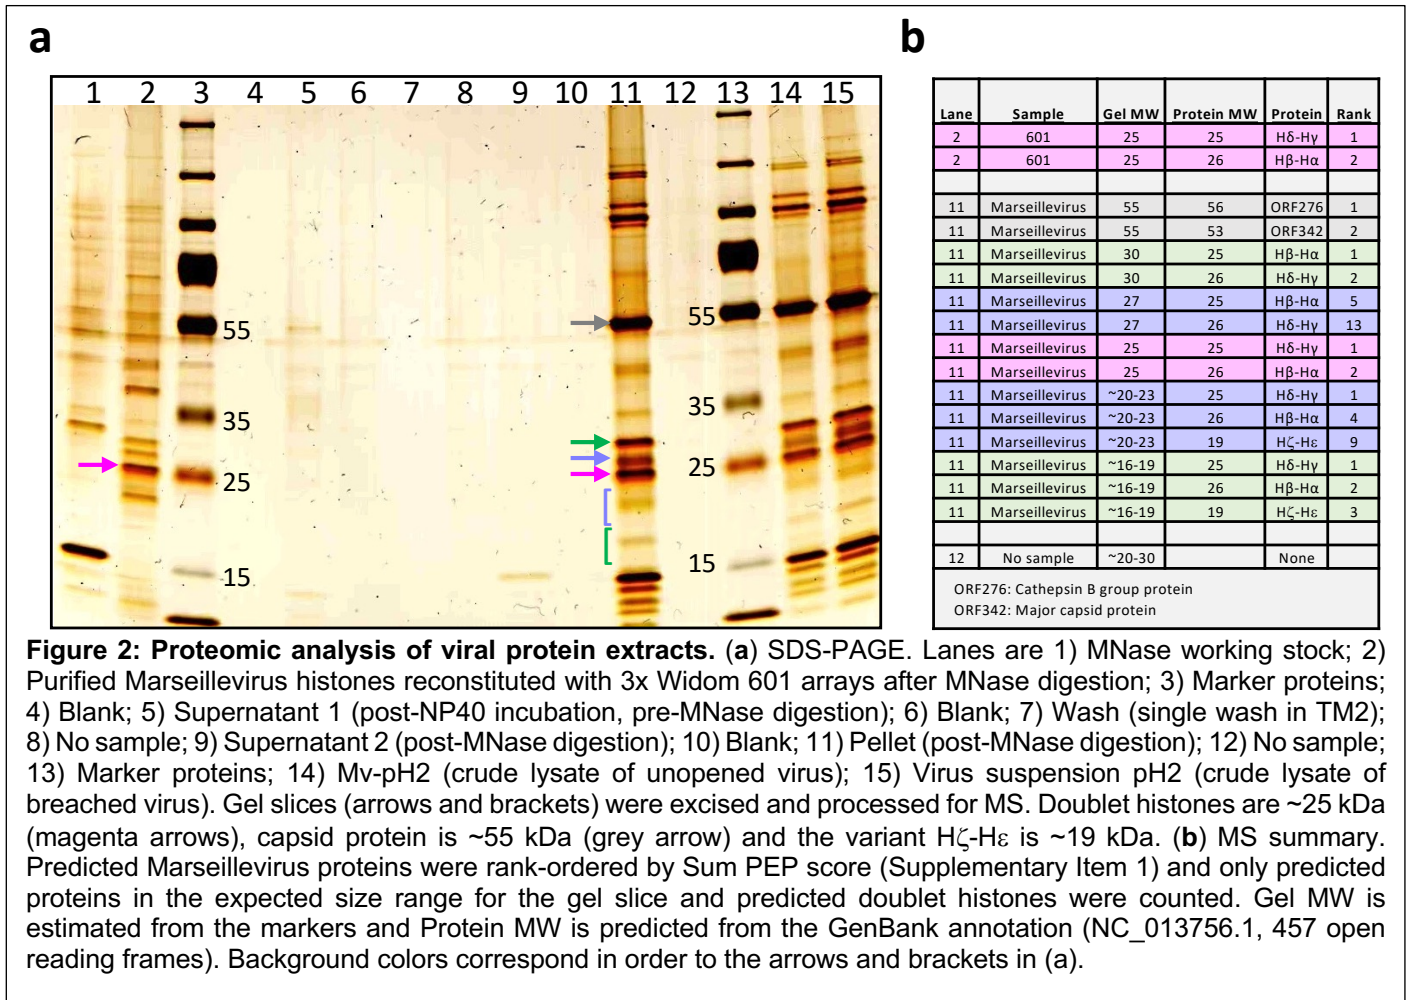 a
b
1 2 3 4 5 6 7 8 9 10 11 12 13 14 15
55
35
25
15
55
35
25
15
Lane Sample Gel MW Protein MW Protein Rank
2 601 25 25 Hδ-Hγ 1
2 601 25 26 Hβ-Hα 2
11 Marseillevirus 55 56 ORF276 1
11 Marseillevirus 55 53 ORF342 2
11 Marseillevirus 30 25 Hβ-Hα 1
11 Marseillevirus 30 26 Hδ-Hγ 2
11 Marseillevirus 27 25 Hβ-Hα 5
11 Marseillevirus 27 26 Hδ-Hγ 13
11 Marseillevirus 25 25 Hδ-Hγ 1
11 Marseillevirus 25 26 Hβ-Hα 2
11 Marseillevirus ~20-23 25 Hδ-Hγ 1
11 Marseillevirus ~20-23 26 Hβ-Hα 4
11 Marseillevirus ~20-23 19 Hζ-Hε 9
11 Marseillevirus ~16-19 25 Hδ-Hγ 1
11 Marseillevirus ~16-19 26 Hβ-Hα 2
11 Marseillevirus ~16-19 19 Hζ-Hε 3
12 No sample ~20-30 None
ORF276: Cathepsin B group protein
ORF342: Major capsid protein
Figure 2: Proteomic analysis of viral protein extracts. (a) SDS-PAGE. Lanes are 1) MNase working stock; 2)
Purified Marseillevirus histones reconstituted with 3x Widom 601 arrays after MNase digestion; 3) Marker proteins;
4) Blank; 5) Supernatant 1 (post-NP40 incubation, pre-MNase digestion); 6) Blank; 7) Wash (single wash in TM2);
8) No sample; 9) Supernatant 2 (post-MNase digestion); 10) Blank; 11) Pellet (post-MNase digestion); 12) No sample;
13) Marker proteins; 14) Mv-pH2 (crude lysate of unopened virus); 15) Virus suspension pH2 (crude lysate of
breached virus). Gel slices (arrows and brackets) were excised and processed for MS. Doublet histones are ~25 kDa
(magenta arrows), capsid protein is ~55 kDa (grey arrow) and the variant Hζ-Hε is ~19 kDa. (b) MS summary.
Predicted Marseillevirus proteins were rank-ordered by Sum PEP score (Supplementary Item 1) and only predicted
proteins in the expected size range for the gel slice and predicted doublet histones were counted. Gel MW is
estimated from the markers and Protein MW is predicted from the GenBank annotation (NC_013756.1, 457 open
reading frames). Background colors correspond in order to the arrows and brackets in (a).